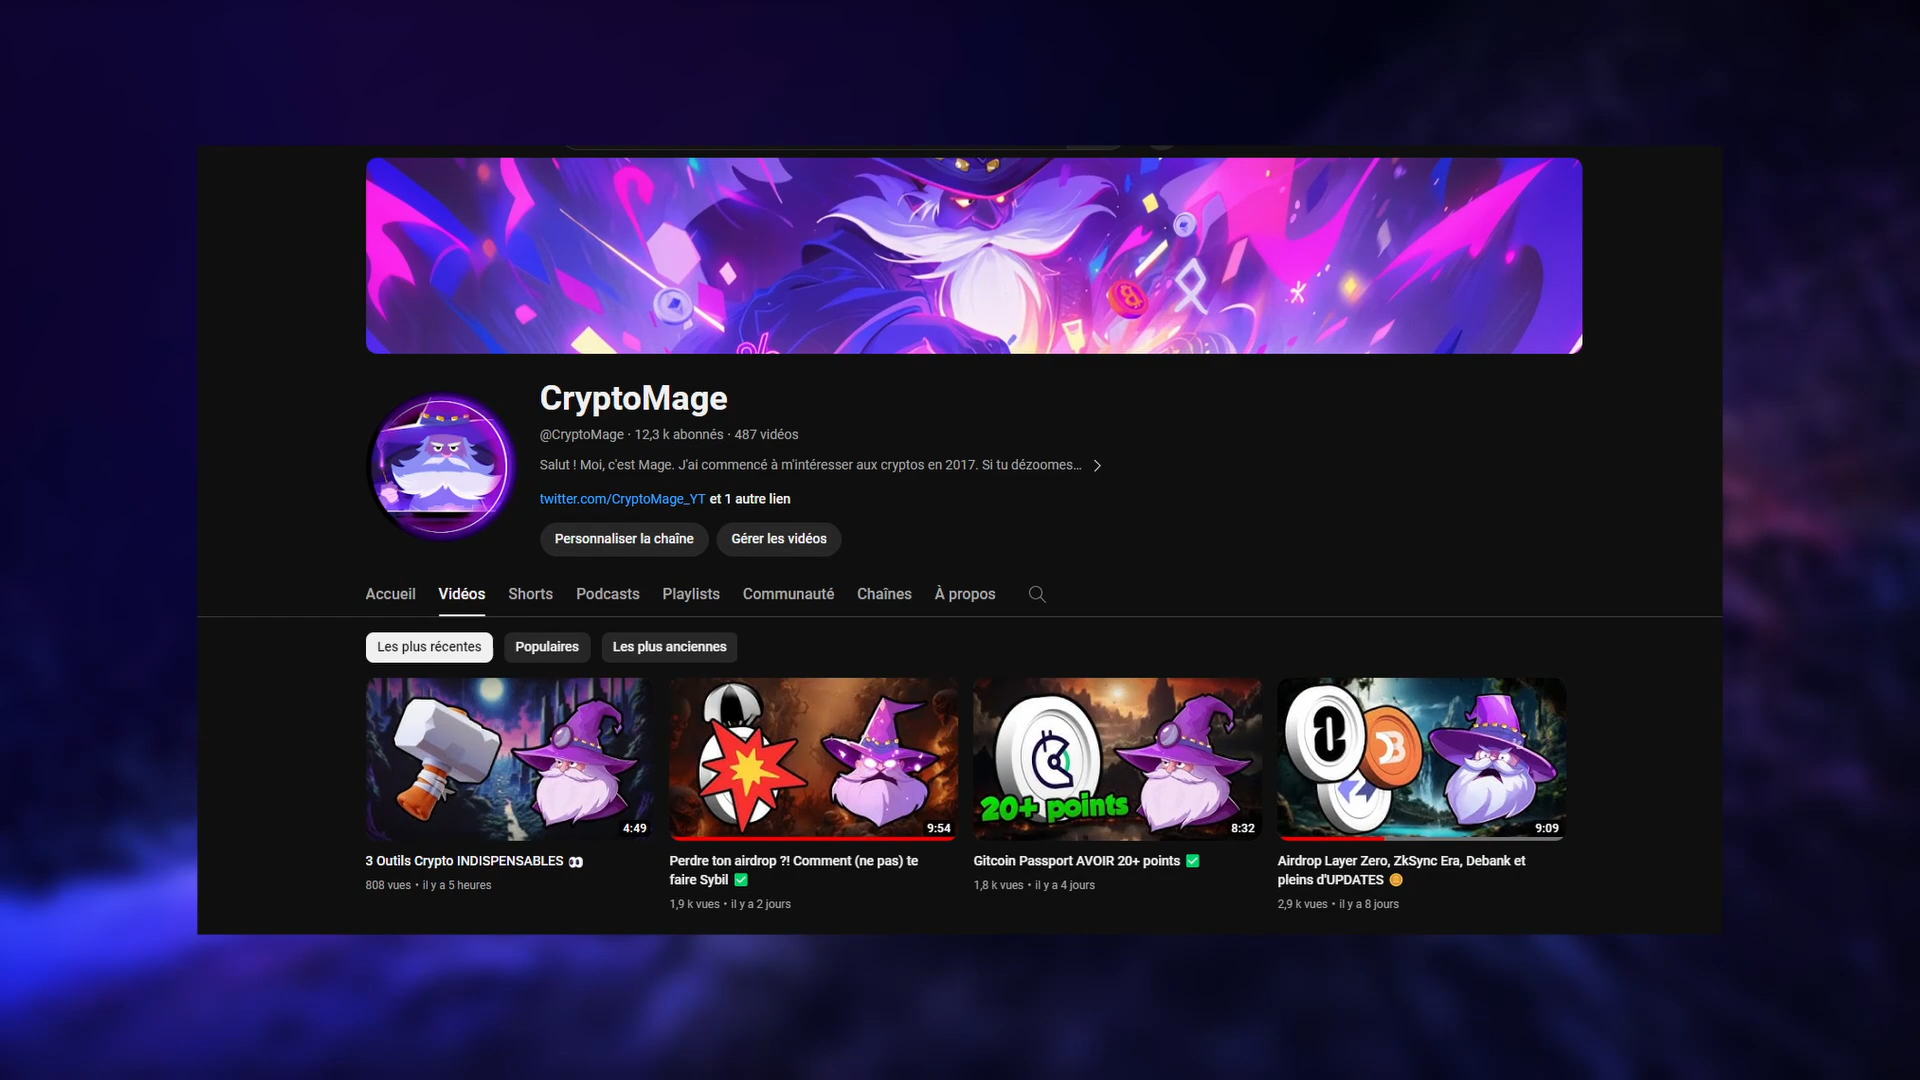 CryptoMage
@CryptoMage · 12,3 k abonnés · 487 vidéos
Salut ! Moi, c'est Mage. J'ai commencé à m'intéresser aux cryptos en 2017. Si tu dézoomes...
twitter.com/CryptoMage_YT et 1 autre lien
Personnaliser la chaîne Gérer les vidéos
Accueil Vidéos Shorts Podcasts Playlists Communauté Chaînes À propos
Les plus récentes Populaires Les plus anciennes
20+ points
4:49 9:54 8:32 9:09
3 Outils Crypto INDISPENSABLES 👀
808 vues • il y a 5 heures
Perdre ton airdrop ?! Comment (ne pas) te
faire Sybil ✅
1,9 k vues • il y a 2 jours
Gitcoin Passport AVOIR 20+ points ✅
1,8 k vues • il y a 4 jours
Airdrop Layer Zero, ZkSync Era, Debank et
pleins d'UPDATES 🪙
2,9 k vues • il y a 8 jours